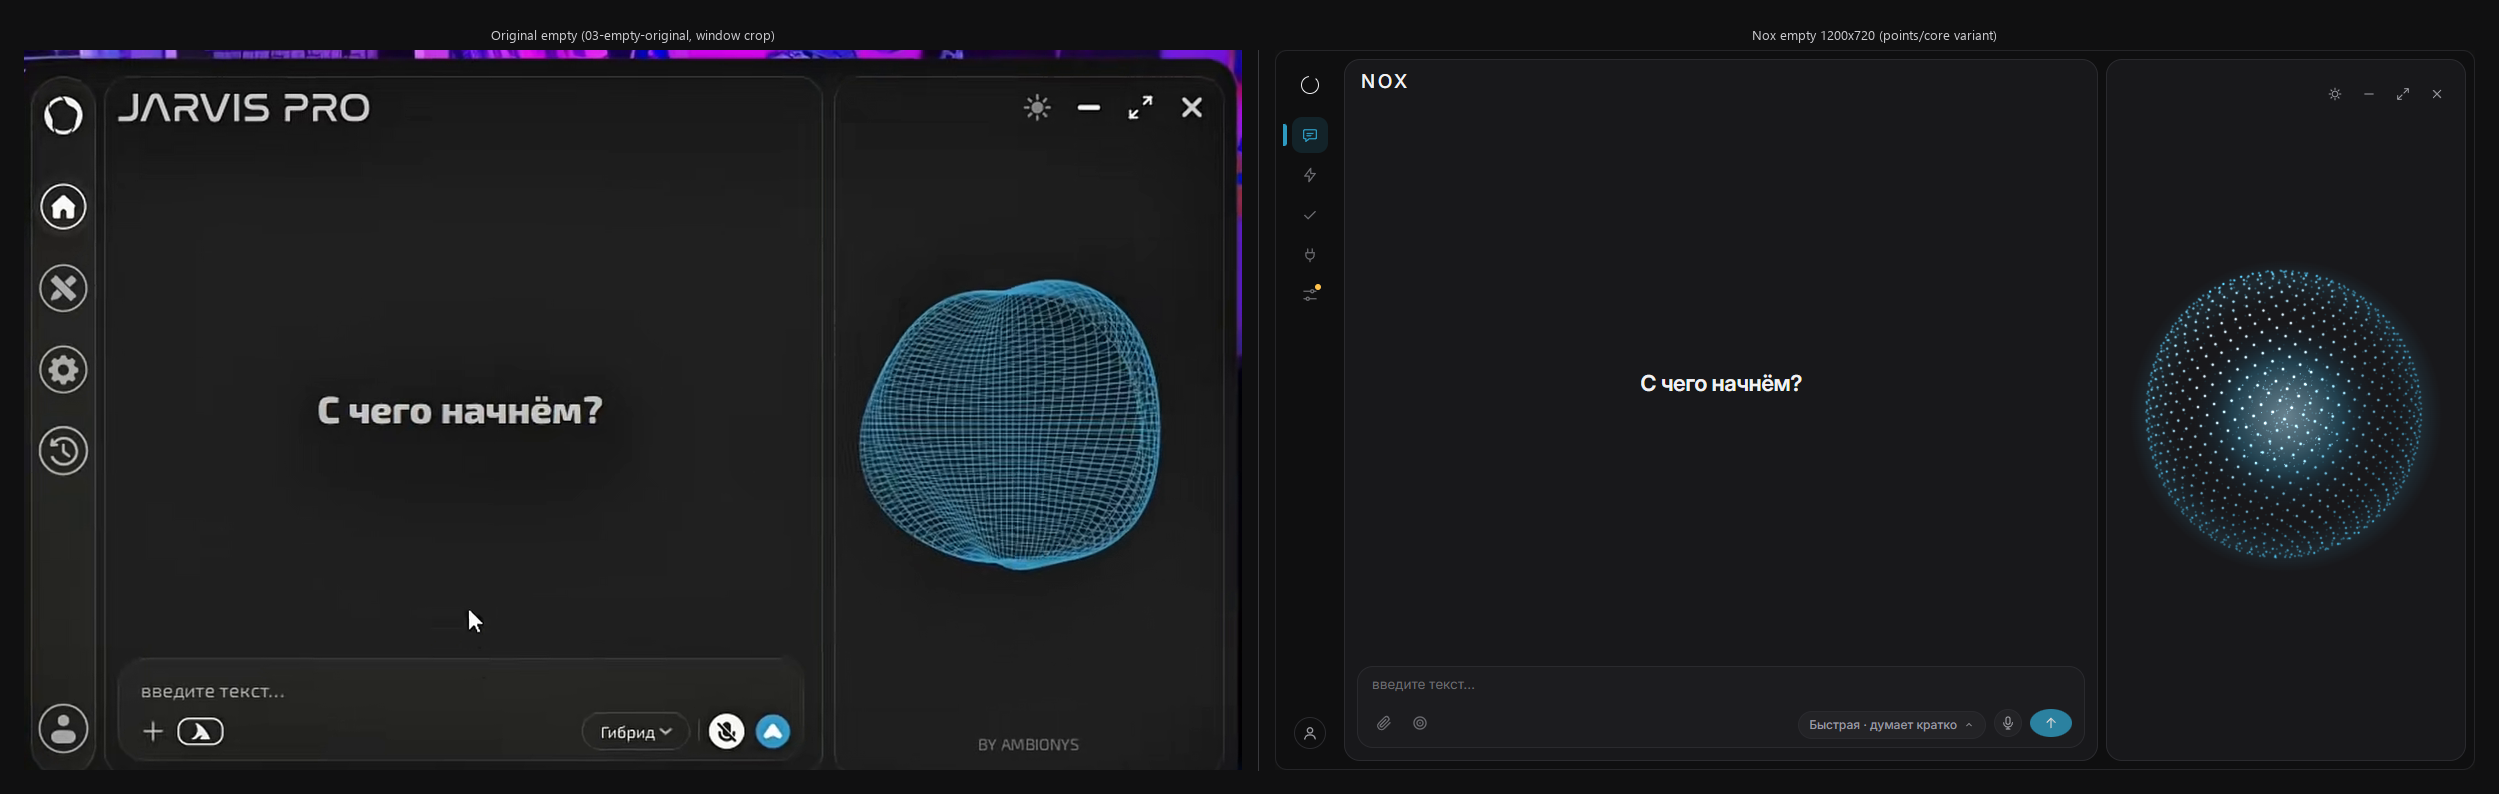 Original empty (03-empty-original, window crop)
JARVIS PRO
С чего начнём?
введите текст...
Гибрид
BY AMBIONYS
Nox empty 1200x720 (points/core variant)
NOX
С чего начнём?
введите текст...
Быстрая · думает кратко